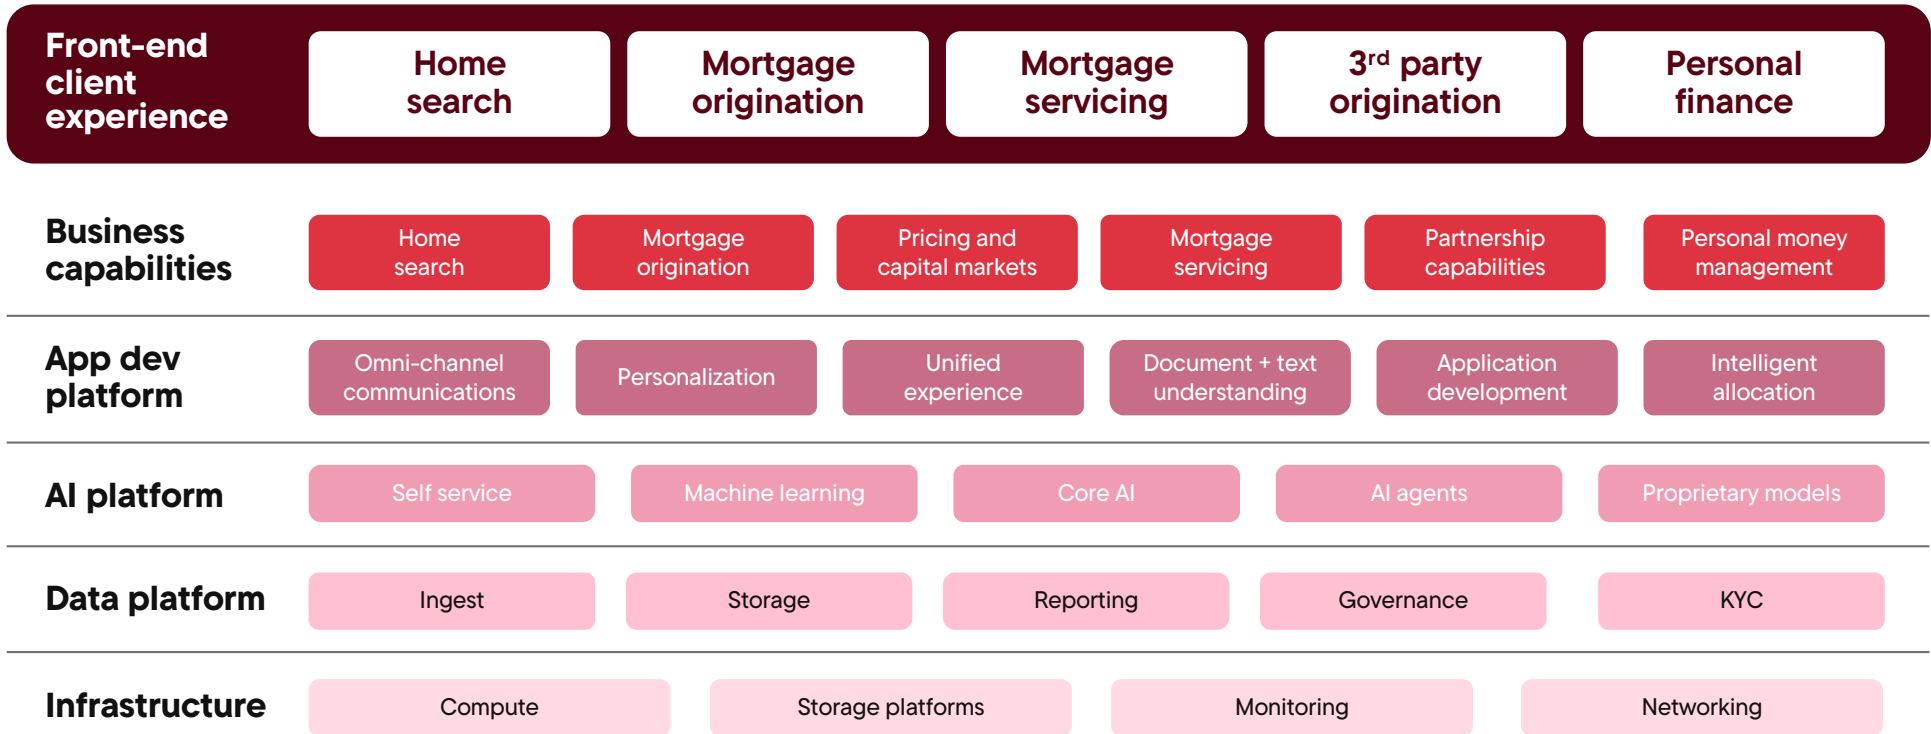 Front-end
client
experience
Home
search
Mortgage
origination
Mortgage
servicing
3rd party
origination
Personal
finance
Business
capabilities
Home
search
Mortgage
origination
Pricing and
capital markets
Mortgage
servicing
Partnership
capabilities
Personal money
management
App dev
platform
Omni-channel
communications
Personalization
Unified
experience
Document + text
understanding
Application
development
Intelligent
allocation
AI platform
Self service
Machine learning
Core AI
AI agents
Proprietary models
Data platform
Ingest
Storage
Reporting
Governance
KYC
Infrastructure
Compute
Storage platforms
Monitoring
Networking